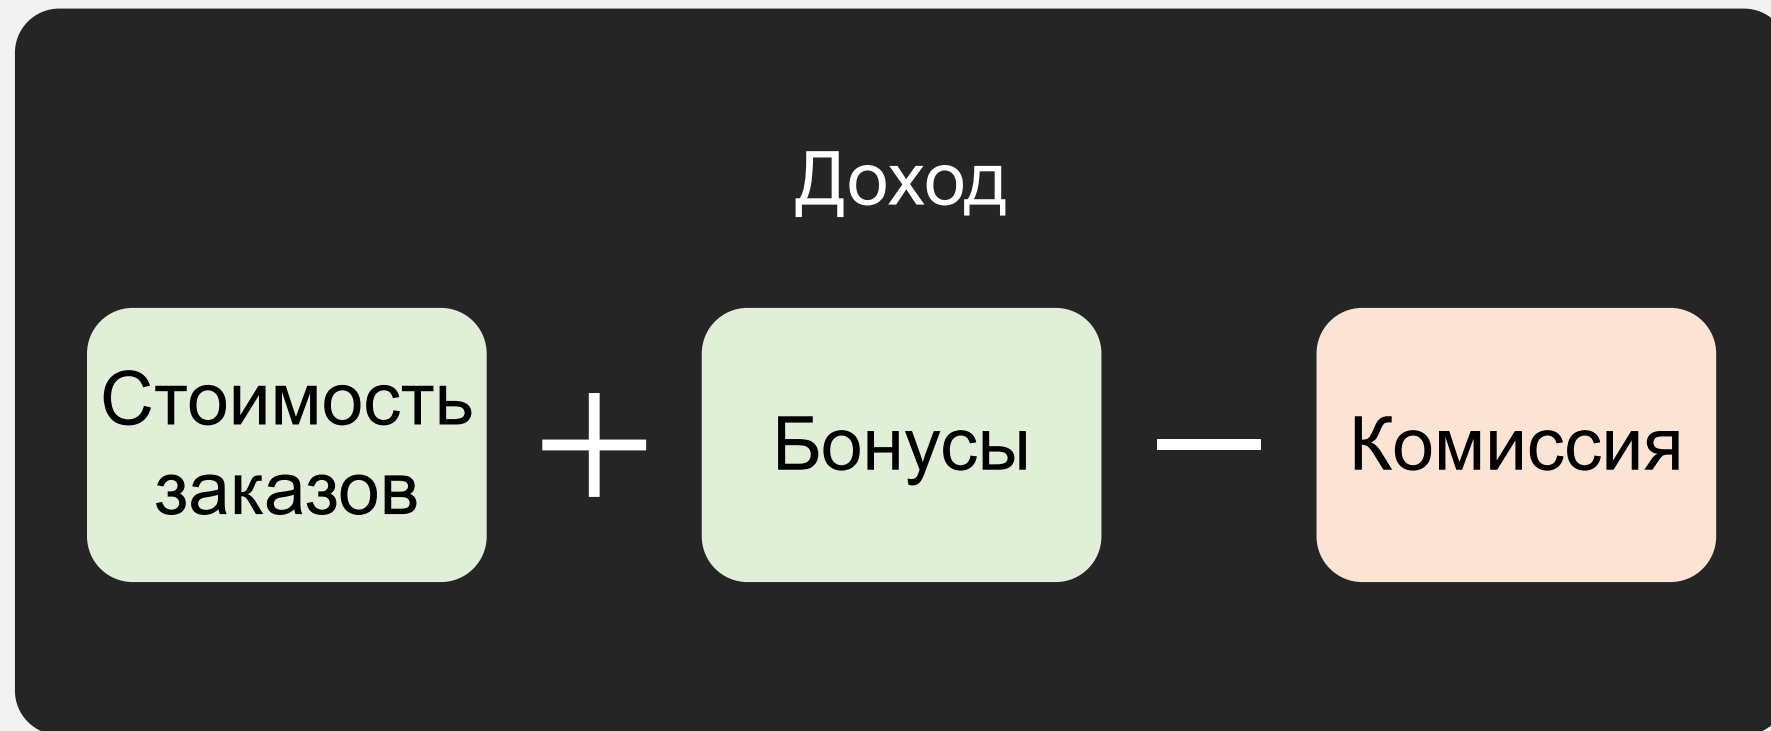 Доход
Стоимость
заказов
Бонусы
Комиссия